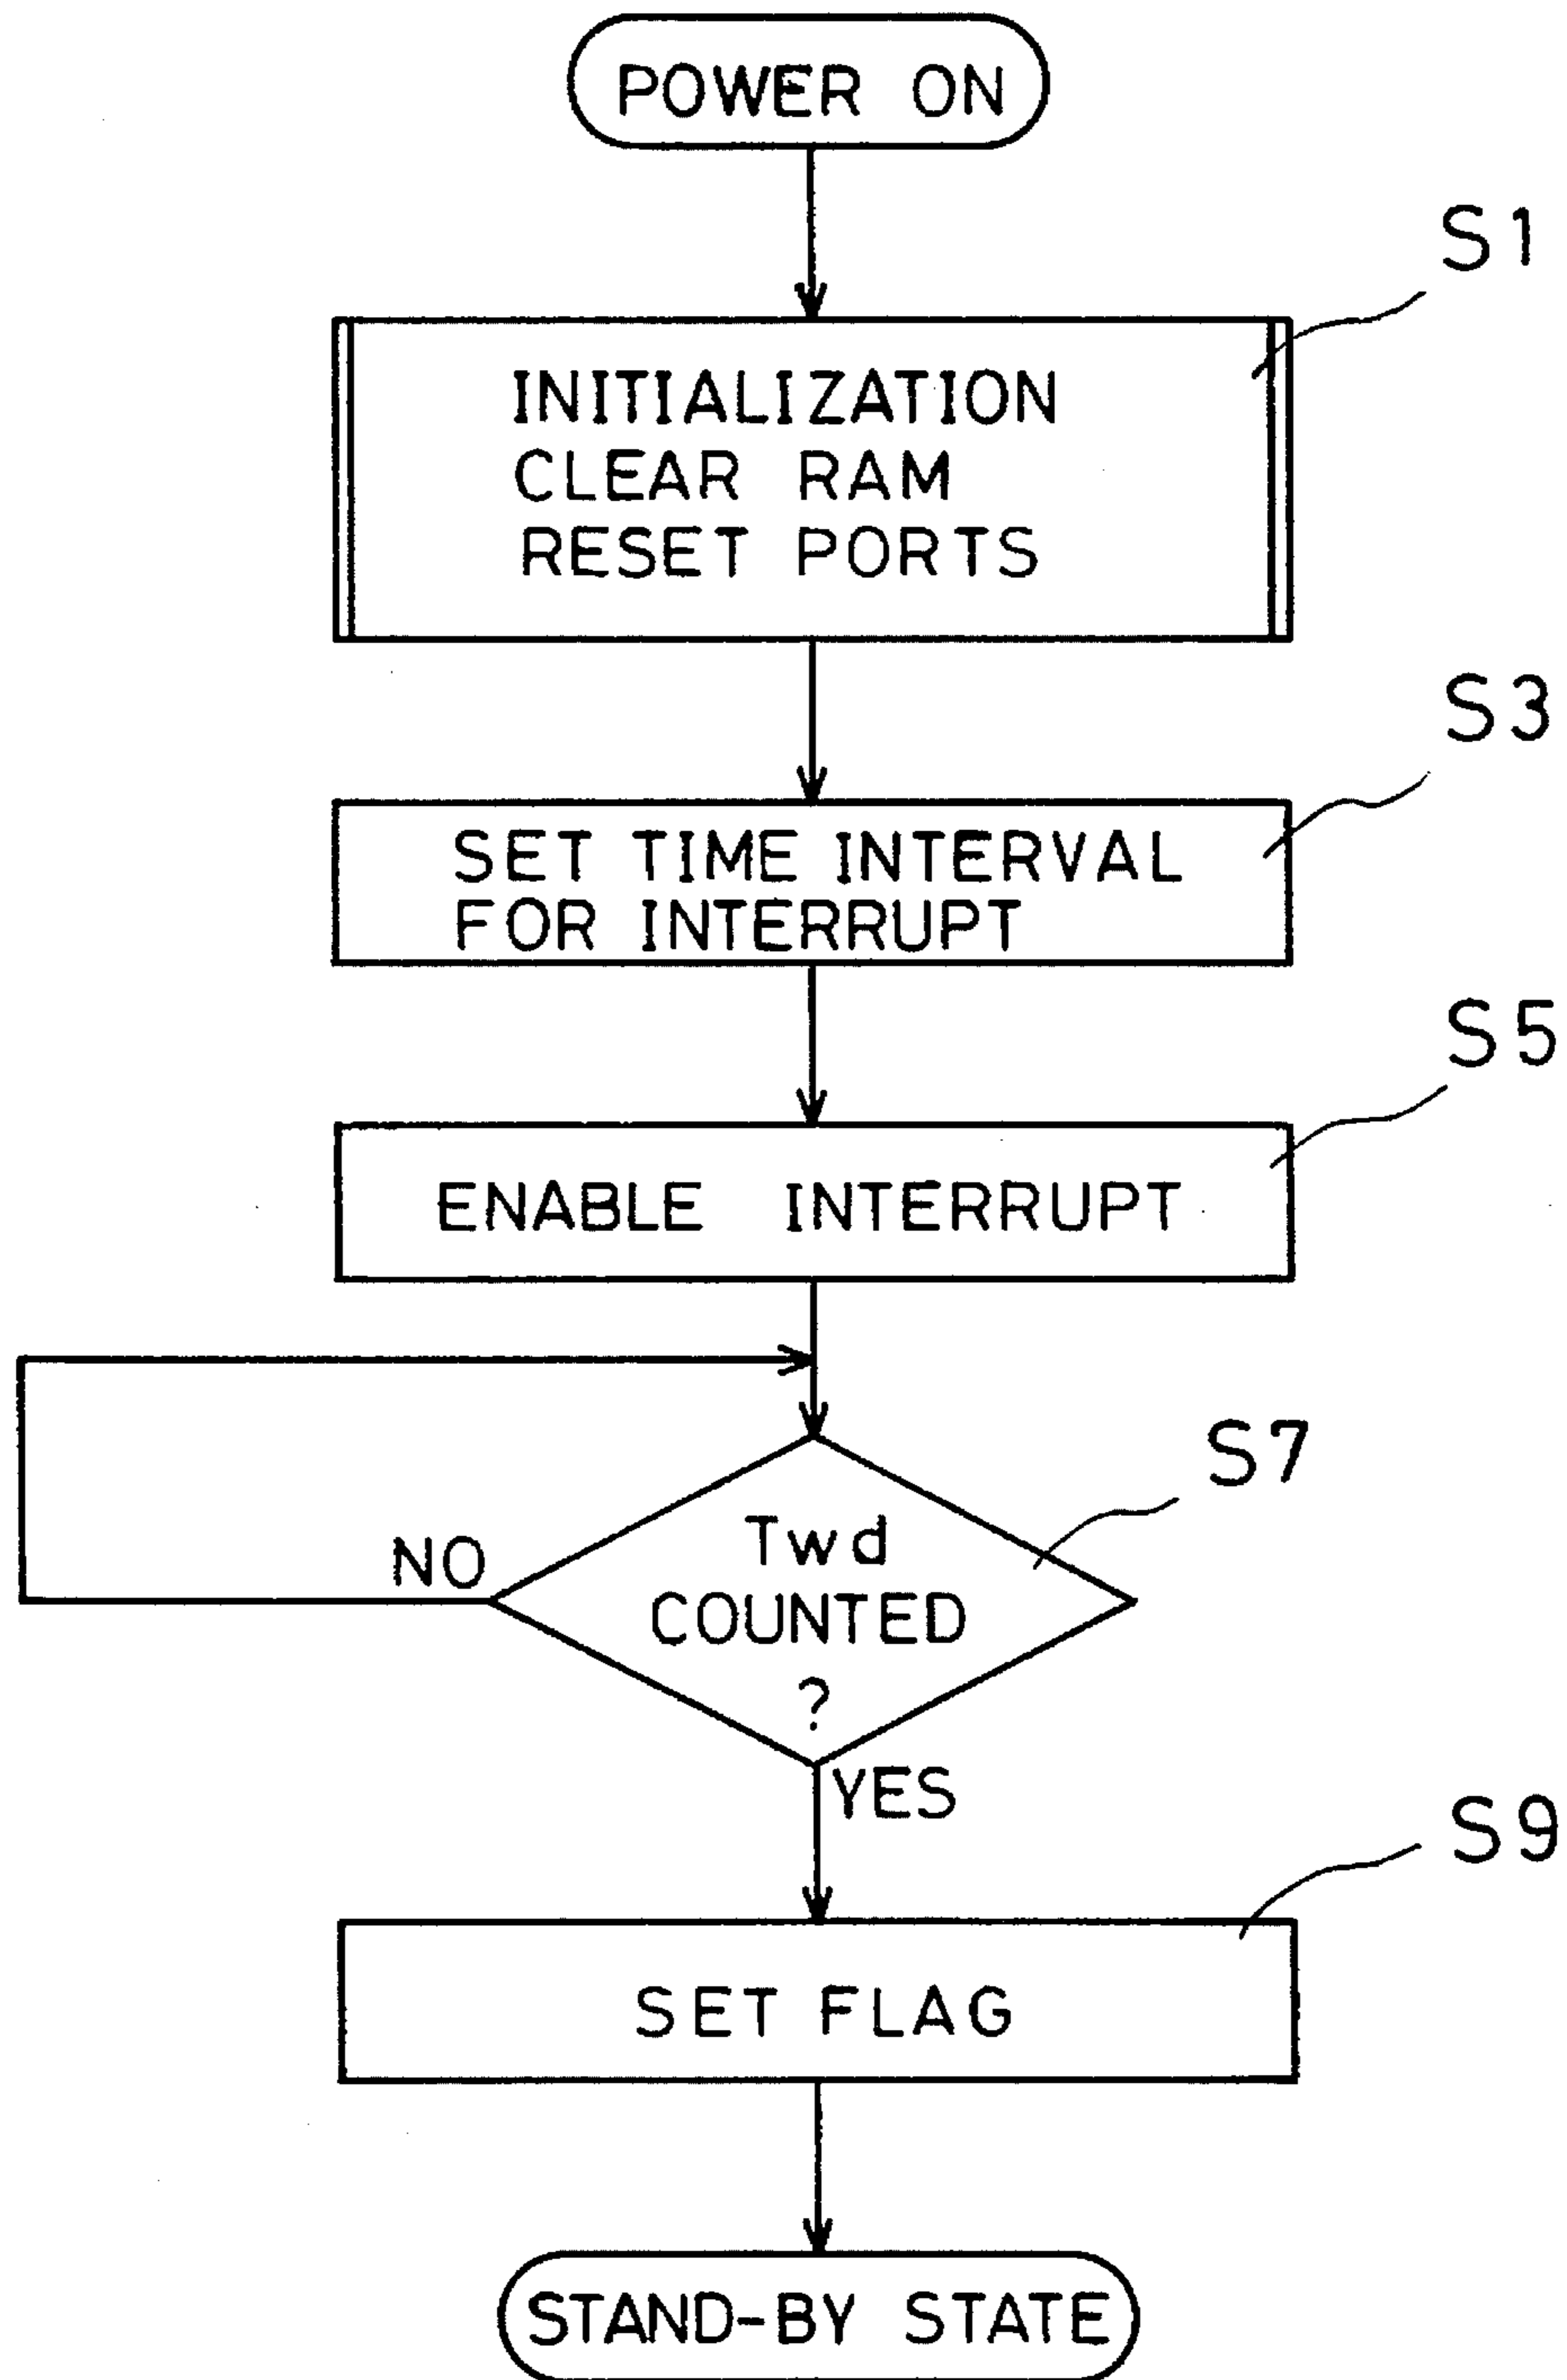 POWER ON
S1
INITIALIZATION
CLEAR RAM
RESET PORTS
S3
SET TIME INTERVAL
FOR INTERRUPT
S5
ENABLE INTERRUPT
S7
Twd
NO
COUNTED
?
YES
S9
SET FLAG
STAND-BY STATE